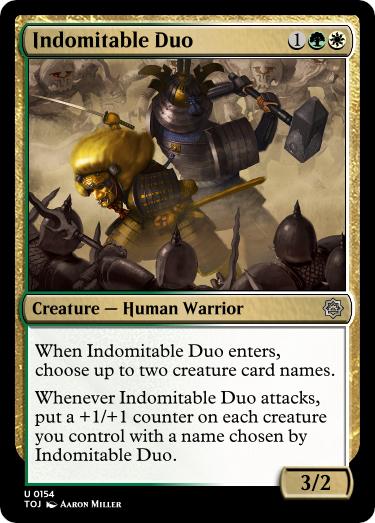 Indomitable Duo 1
Creature — Human Warrior
When Indomitable Duo enters,
choose up to two creature card names.
Whenever Indomitable Duo attacks,
put a +1/+1 counter on each creature
you control with a name chosen by
Indomitable Duo.
3/2
U 0154
TOJ Aaron Miller